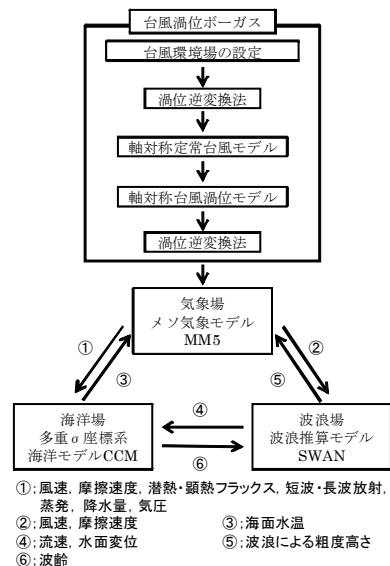 台風渦位ボーガス
台風環境場の設定
渦位逆変換法
軸対称定常台風モデル
軸対称台風渦位モデル
渦位逆変換法
気象場
メソ気象モデル
MM5
①
②
③
⑤
海洋場
多重σ座標系
海洋モデルCCM
④
⑥
波浪場
波浪推算モデル
SWAN
①;風速, 摩擦速度, 潜熱・顕熱フラックス, 短波・長波放射,
蒸発, 降水量, 気圧
②;風速, 摩擦速度 ③;海面水温
④;流速, 水面変位 ⑤;波浪による粗度高さ
⑥;波齢